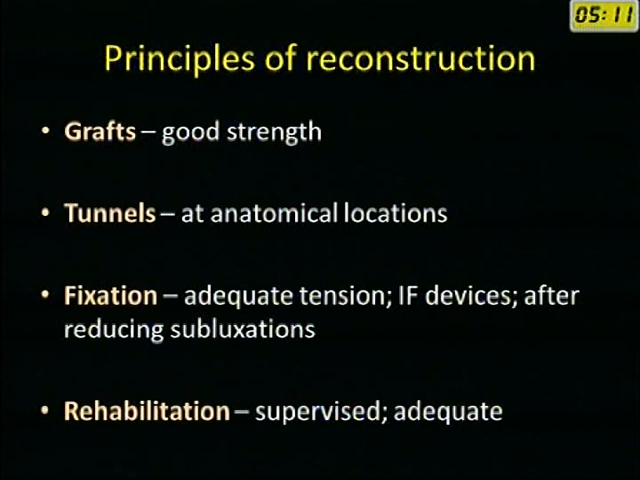 05:11
Principles of reconstruction
• Grafts – good strength
• Tunnels – at anatomical locations
• Fixation – adequate tension; IF devices; after
reducing subluxations
• Rehabilitation – supervised; adequate